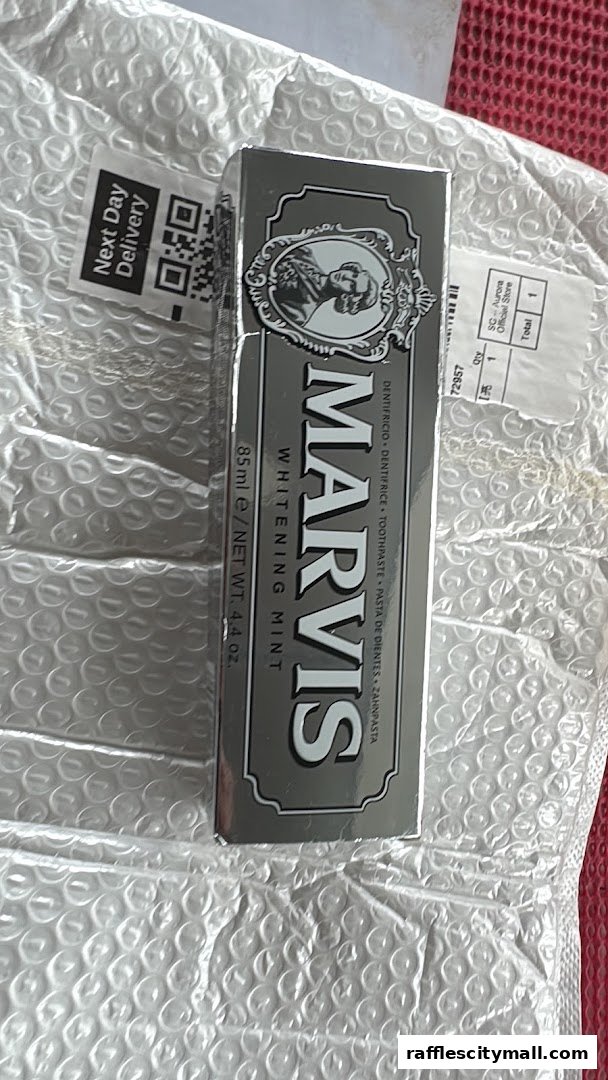 Next Day
Delivery
MARVIS
DENTIFRICIO • DENTIFRICE • TOOTHPASTE • PASTA DE DIENTES • ZAHNPASTA
WHITENING MINT
85ml e / NET WT. 4.4 oz.
72957
Qty
1
SG - Aurora
Official Store
Total 1
rafflescitymall.com